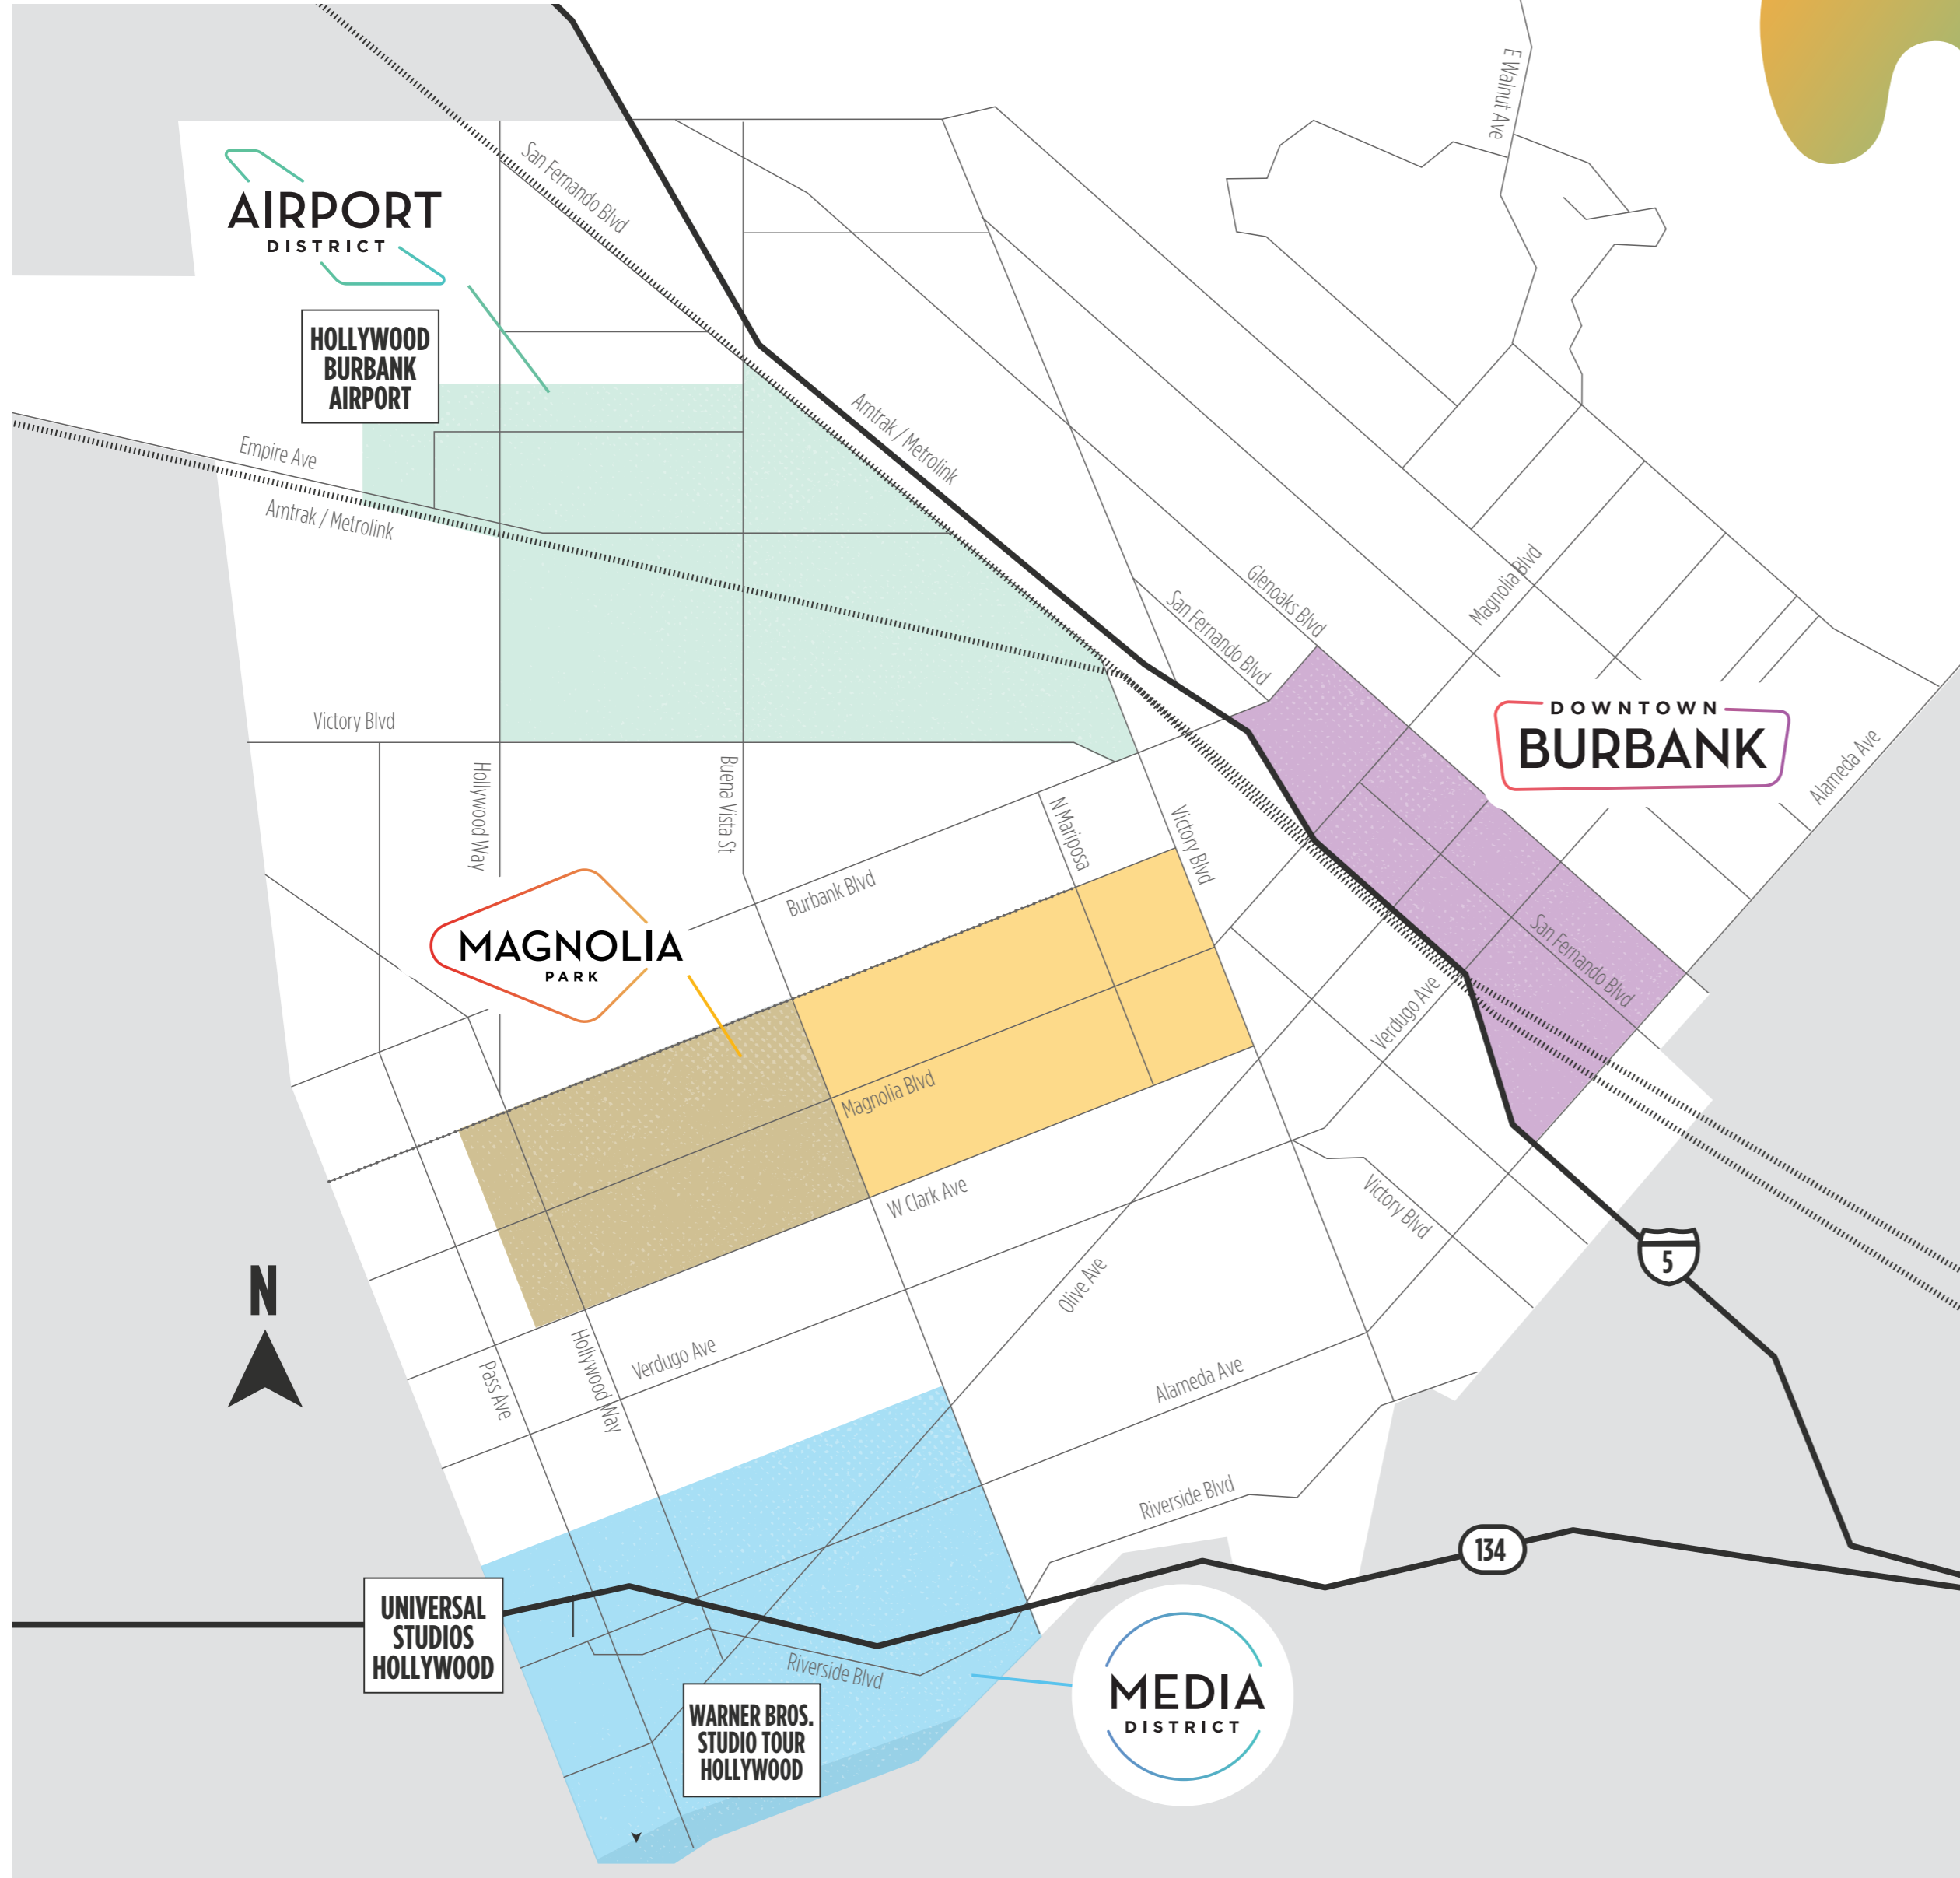 E Walnut Ave
San Fernando Blvd
AIRPORT
DISTRICT
HOLLYWOOD
BURBANK
AIRPORT
Amtrak / Metrolink
Empire Ave
Amtrak / Metrolink
Glenoaks Blvd
San Fernando Blvd
Magnolia Blvd
DOWNTOWN
BURBANK
Alameda Ave
Victory Blvd
Hollywood Way
Buena Vista St
N Mariposa
Victory Blvd
Burbank Blvd
MAGNOLIA
PARK
San Fernando Blvd
Verdugo Ave
Magnolia Blvd
W Clark Ave
Victory Blvd
5
N
Olive Ave
Pass Ave
Hollywood Way
Verdugo Ave
Alameda Ave
Riverside Blvd
134
UNIVERSAL
STUDIOS
HOLLYWOOD
Riverside Blvd
WARNER BROS.
STUDIO TOUR
HOLLYWOOD
MEDIA
DISTRICT